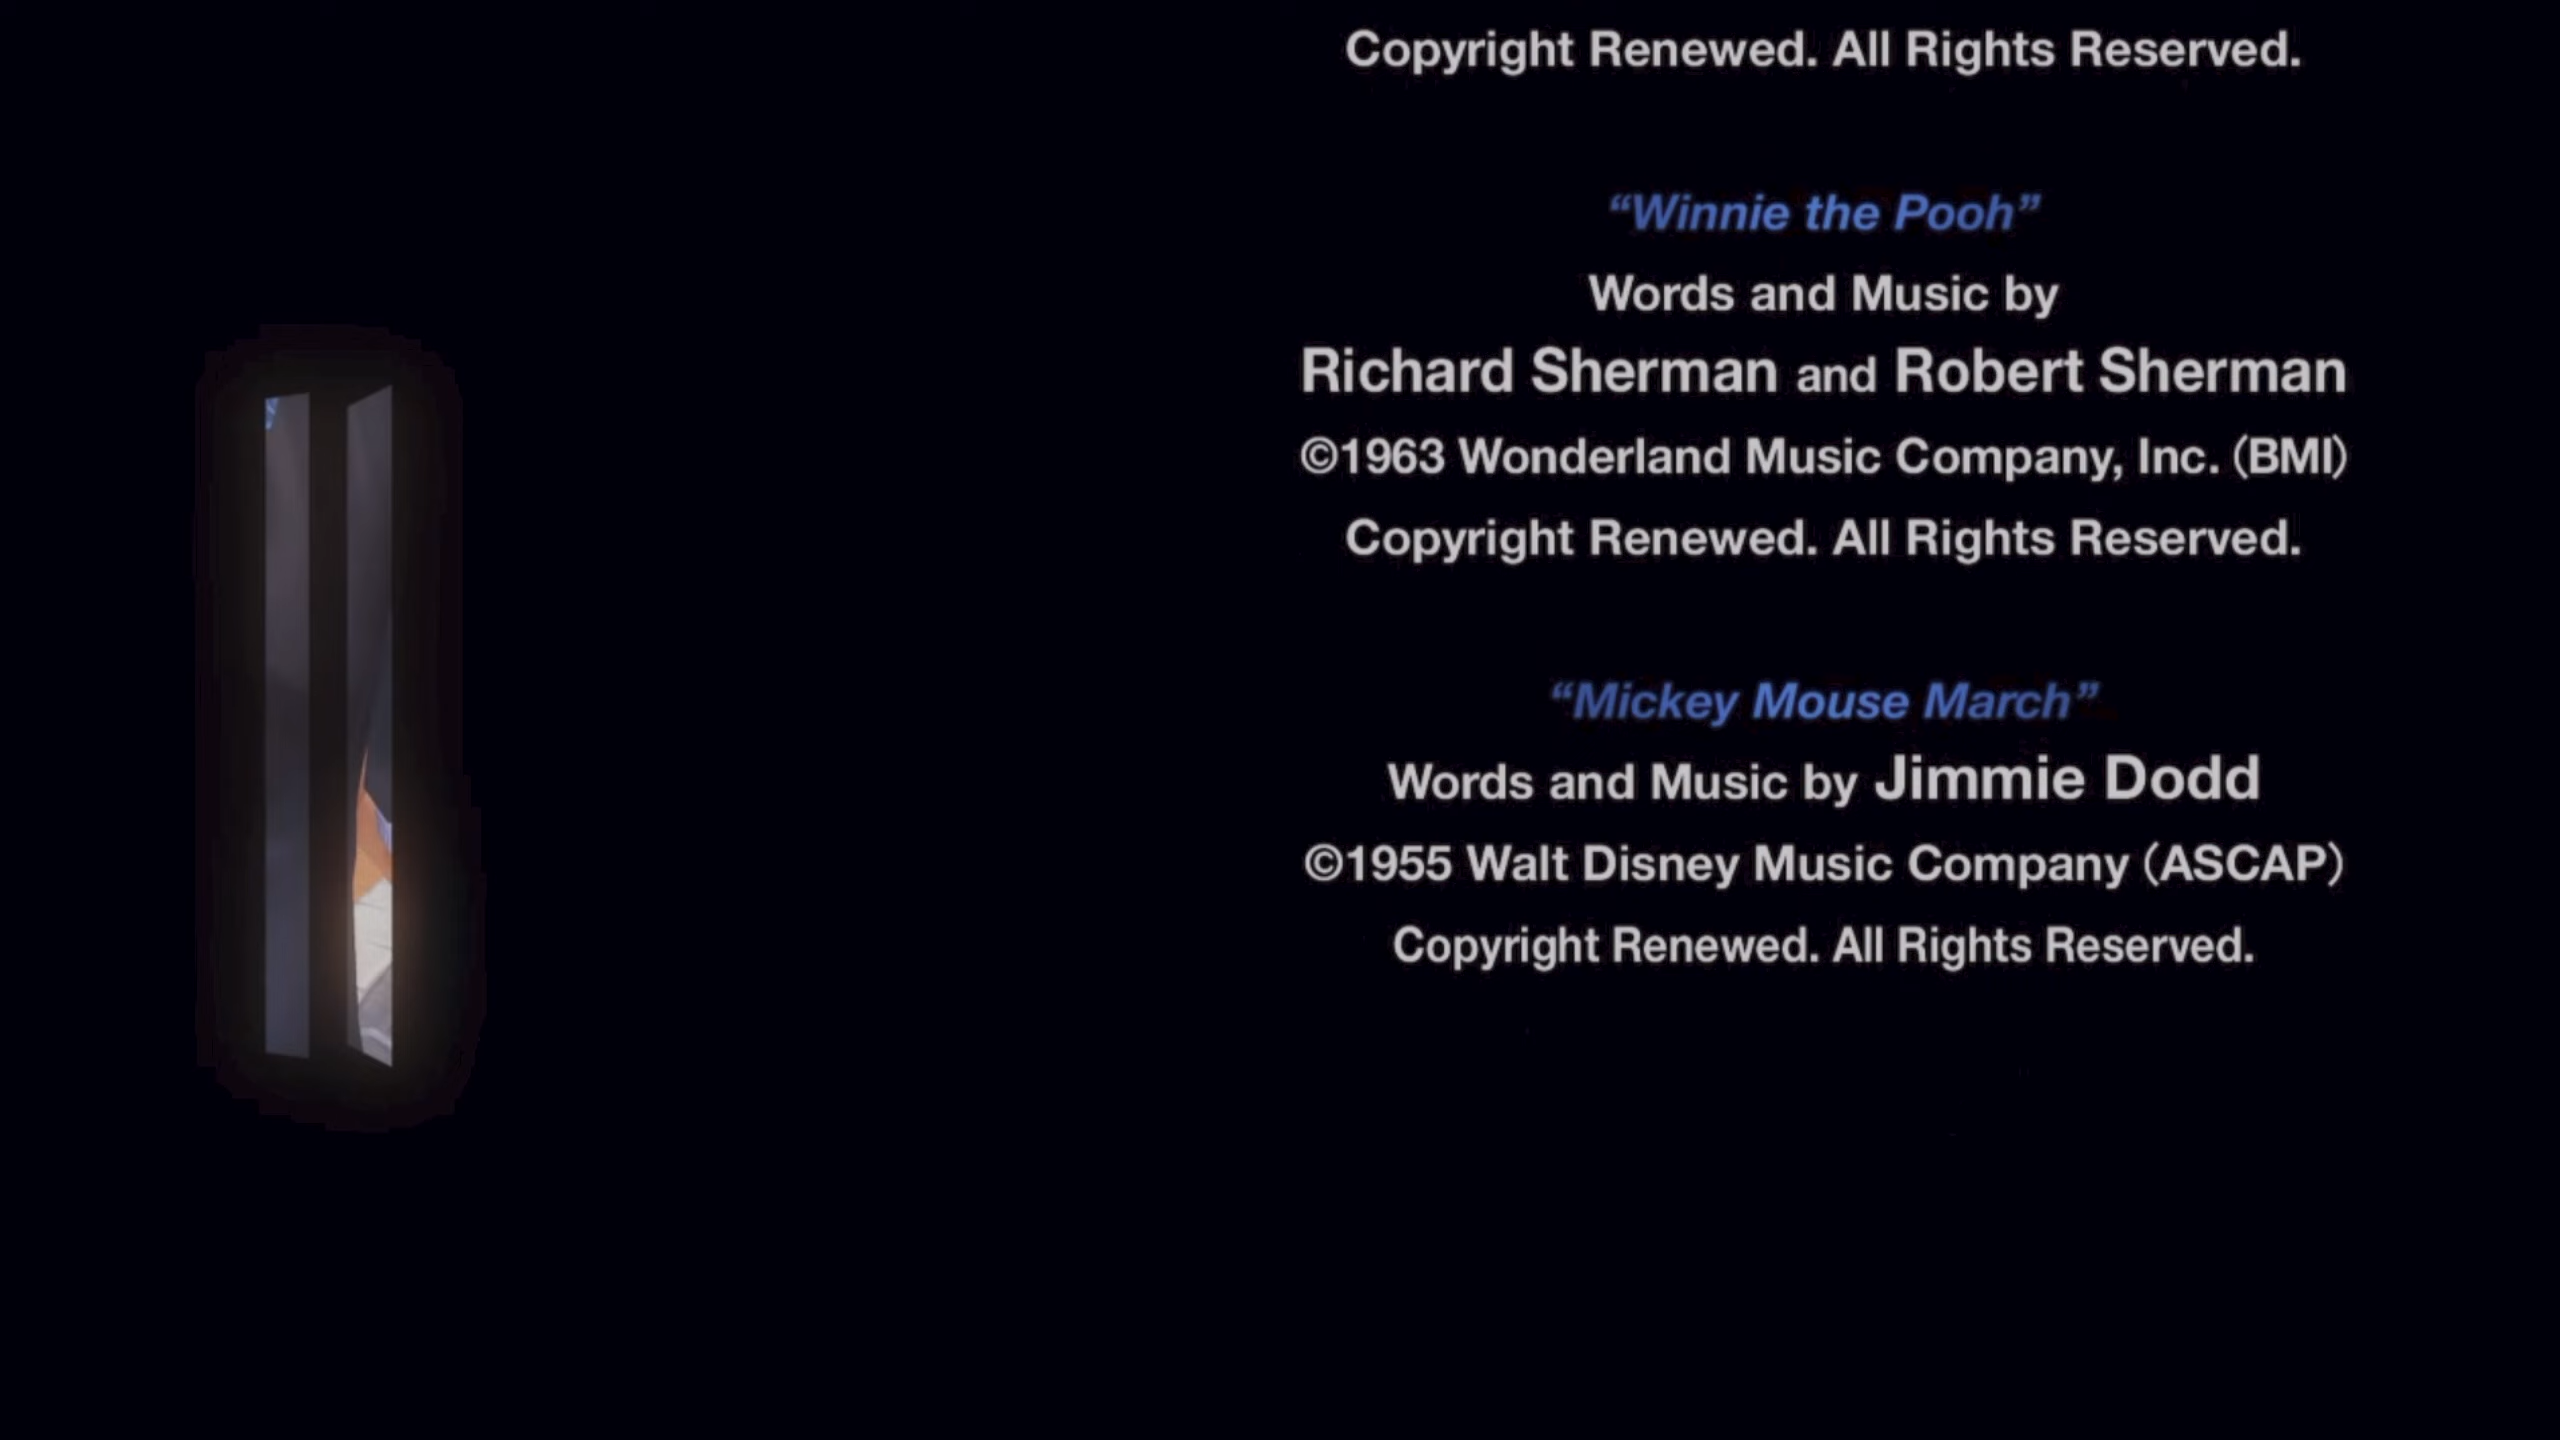 Copyright Renewed. All Rights Reserved.
“Winnie the Pooh”
Words and Music by
Richard Sherman and Robert Sherman
©1963 Wonderland Music Company, Inc. (BMI)
Copyright Renewed. All Rights Reserved.
“Mickey Mouse March”
Words and Music by Jimmie Dodd
©1955 Walt Disney Music Company (ASCAP)
Copyright Renewed. All Rights Reserved.